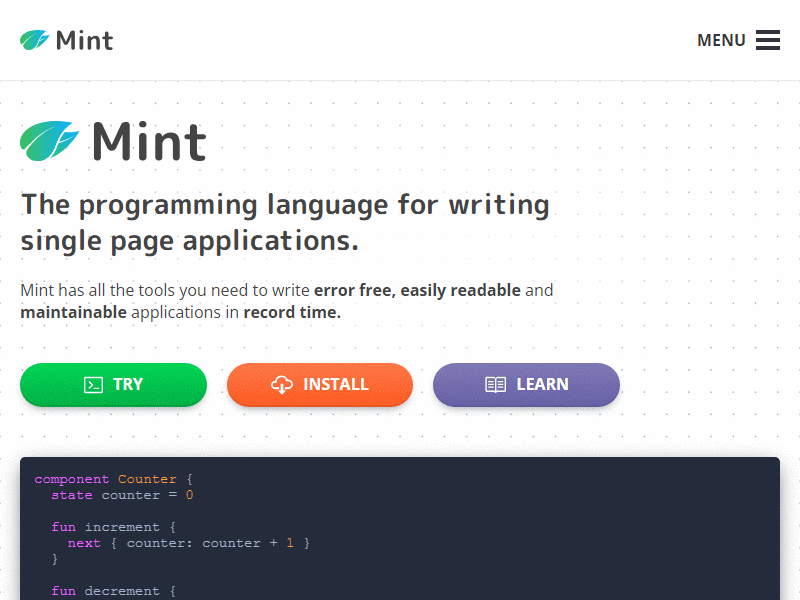 Mint
MENU
Mint
The programming language for writing
single page applications.
Mint has all the tools you need to write error free, easily readable and
maintainable applications in record time.
TRY
INSTALL
LEARN
component Counter {
  state counter = 0

  fun increment {
    next { counter: counter + 1 }
  }

  fun decrement {